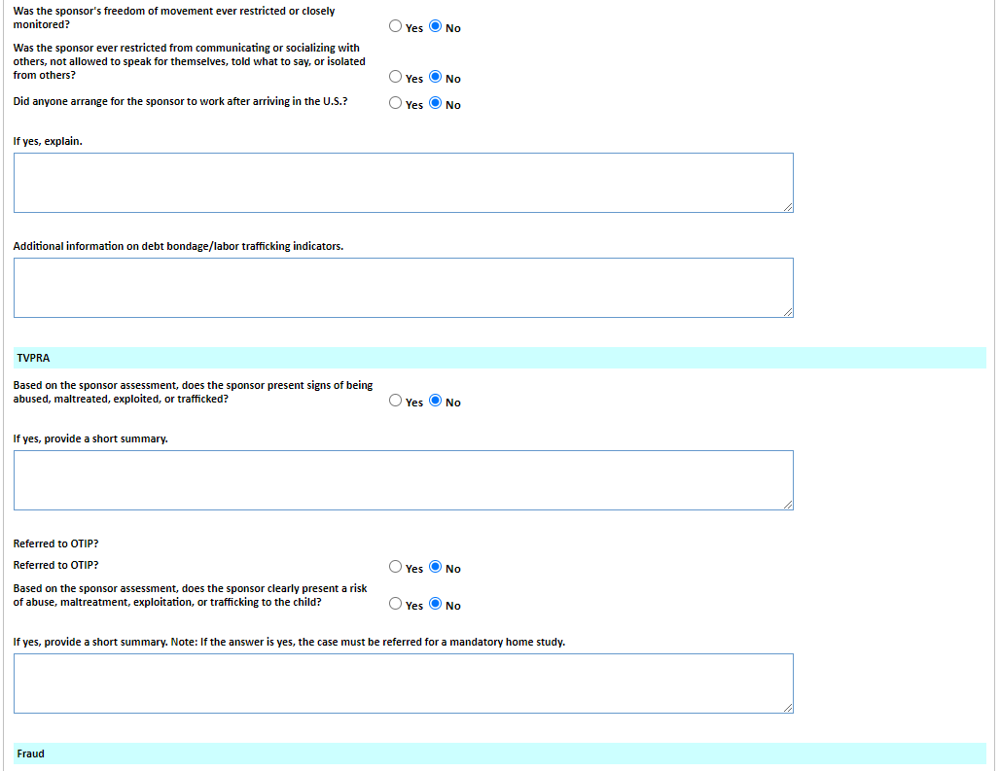 Was the sponsor's freedom of movement ever restricted or closely
monitored?
Yes No
Was the sponsor ever restricted from communicating or socializing with
others, not allowed to speak for themselves, told what to say, or isolated
from others?
Yes No
Did anyone arrange for the sponsor to work after arriving in the U.S.?
Yes No
If yes, explain.
Additional information on debt bondage/labor trafficking indicators.
TVPRA
Based on the sponsor assessment, does the sponsor present signs of being
abused, maltreated, exploited, or trafficked?
Yes No
If yes, provide a short summary.
Referred to OTIP?
Referred to OTIP?
Yes No
Based on the sponsor assessment, does the sponsor clearly present a risk
of abuse, maltreatment, exploitation, or trafficking to the child?
Yes No
If yes, provide a short summary. Note: If the answer is yes, the case must be referred for a mandatory home study.
Fraud